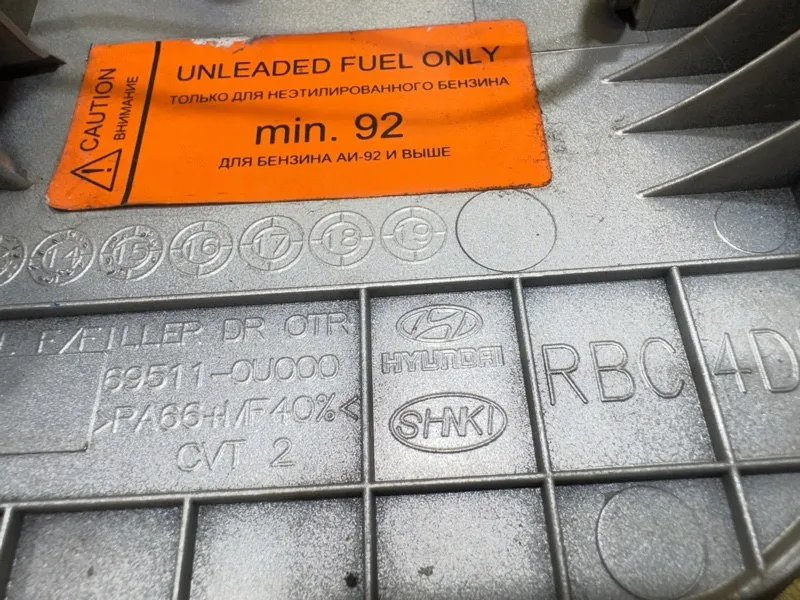 CAUTION
ВНИМАНИЕ
UNLEADED FUEL ONLY
ТОЛЬКО ДЛЯ НЕЭТИЛИРОВАННОГО БЕНЗИНА
min. 92
ДЛЯ БЕНЗИНА АИ-92 И ВЫШЕ
14 15 16 17 18 19
F/FILLER DR OTR
69511-0U000
>PA66+MF40%<
CVT 2
HYUNDAI
SHNKI
RBC
4D